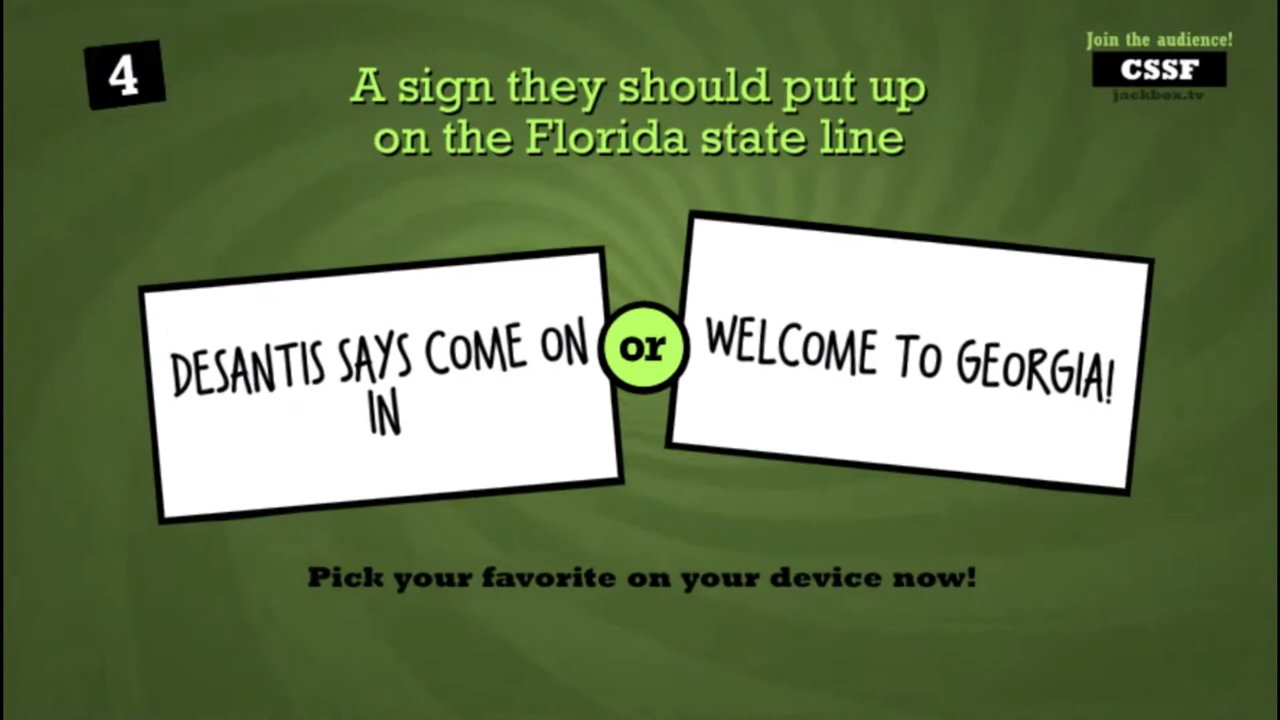 4
Join the audience!
CSSF
jackbox.tv
A sign they should put up
on the Florida state line
DESANTIS SAYS COME ON
IN
or
WELCOME TO GEORGIA!
Pick your favorite on your device now!